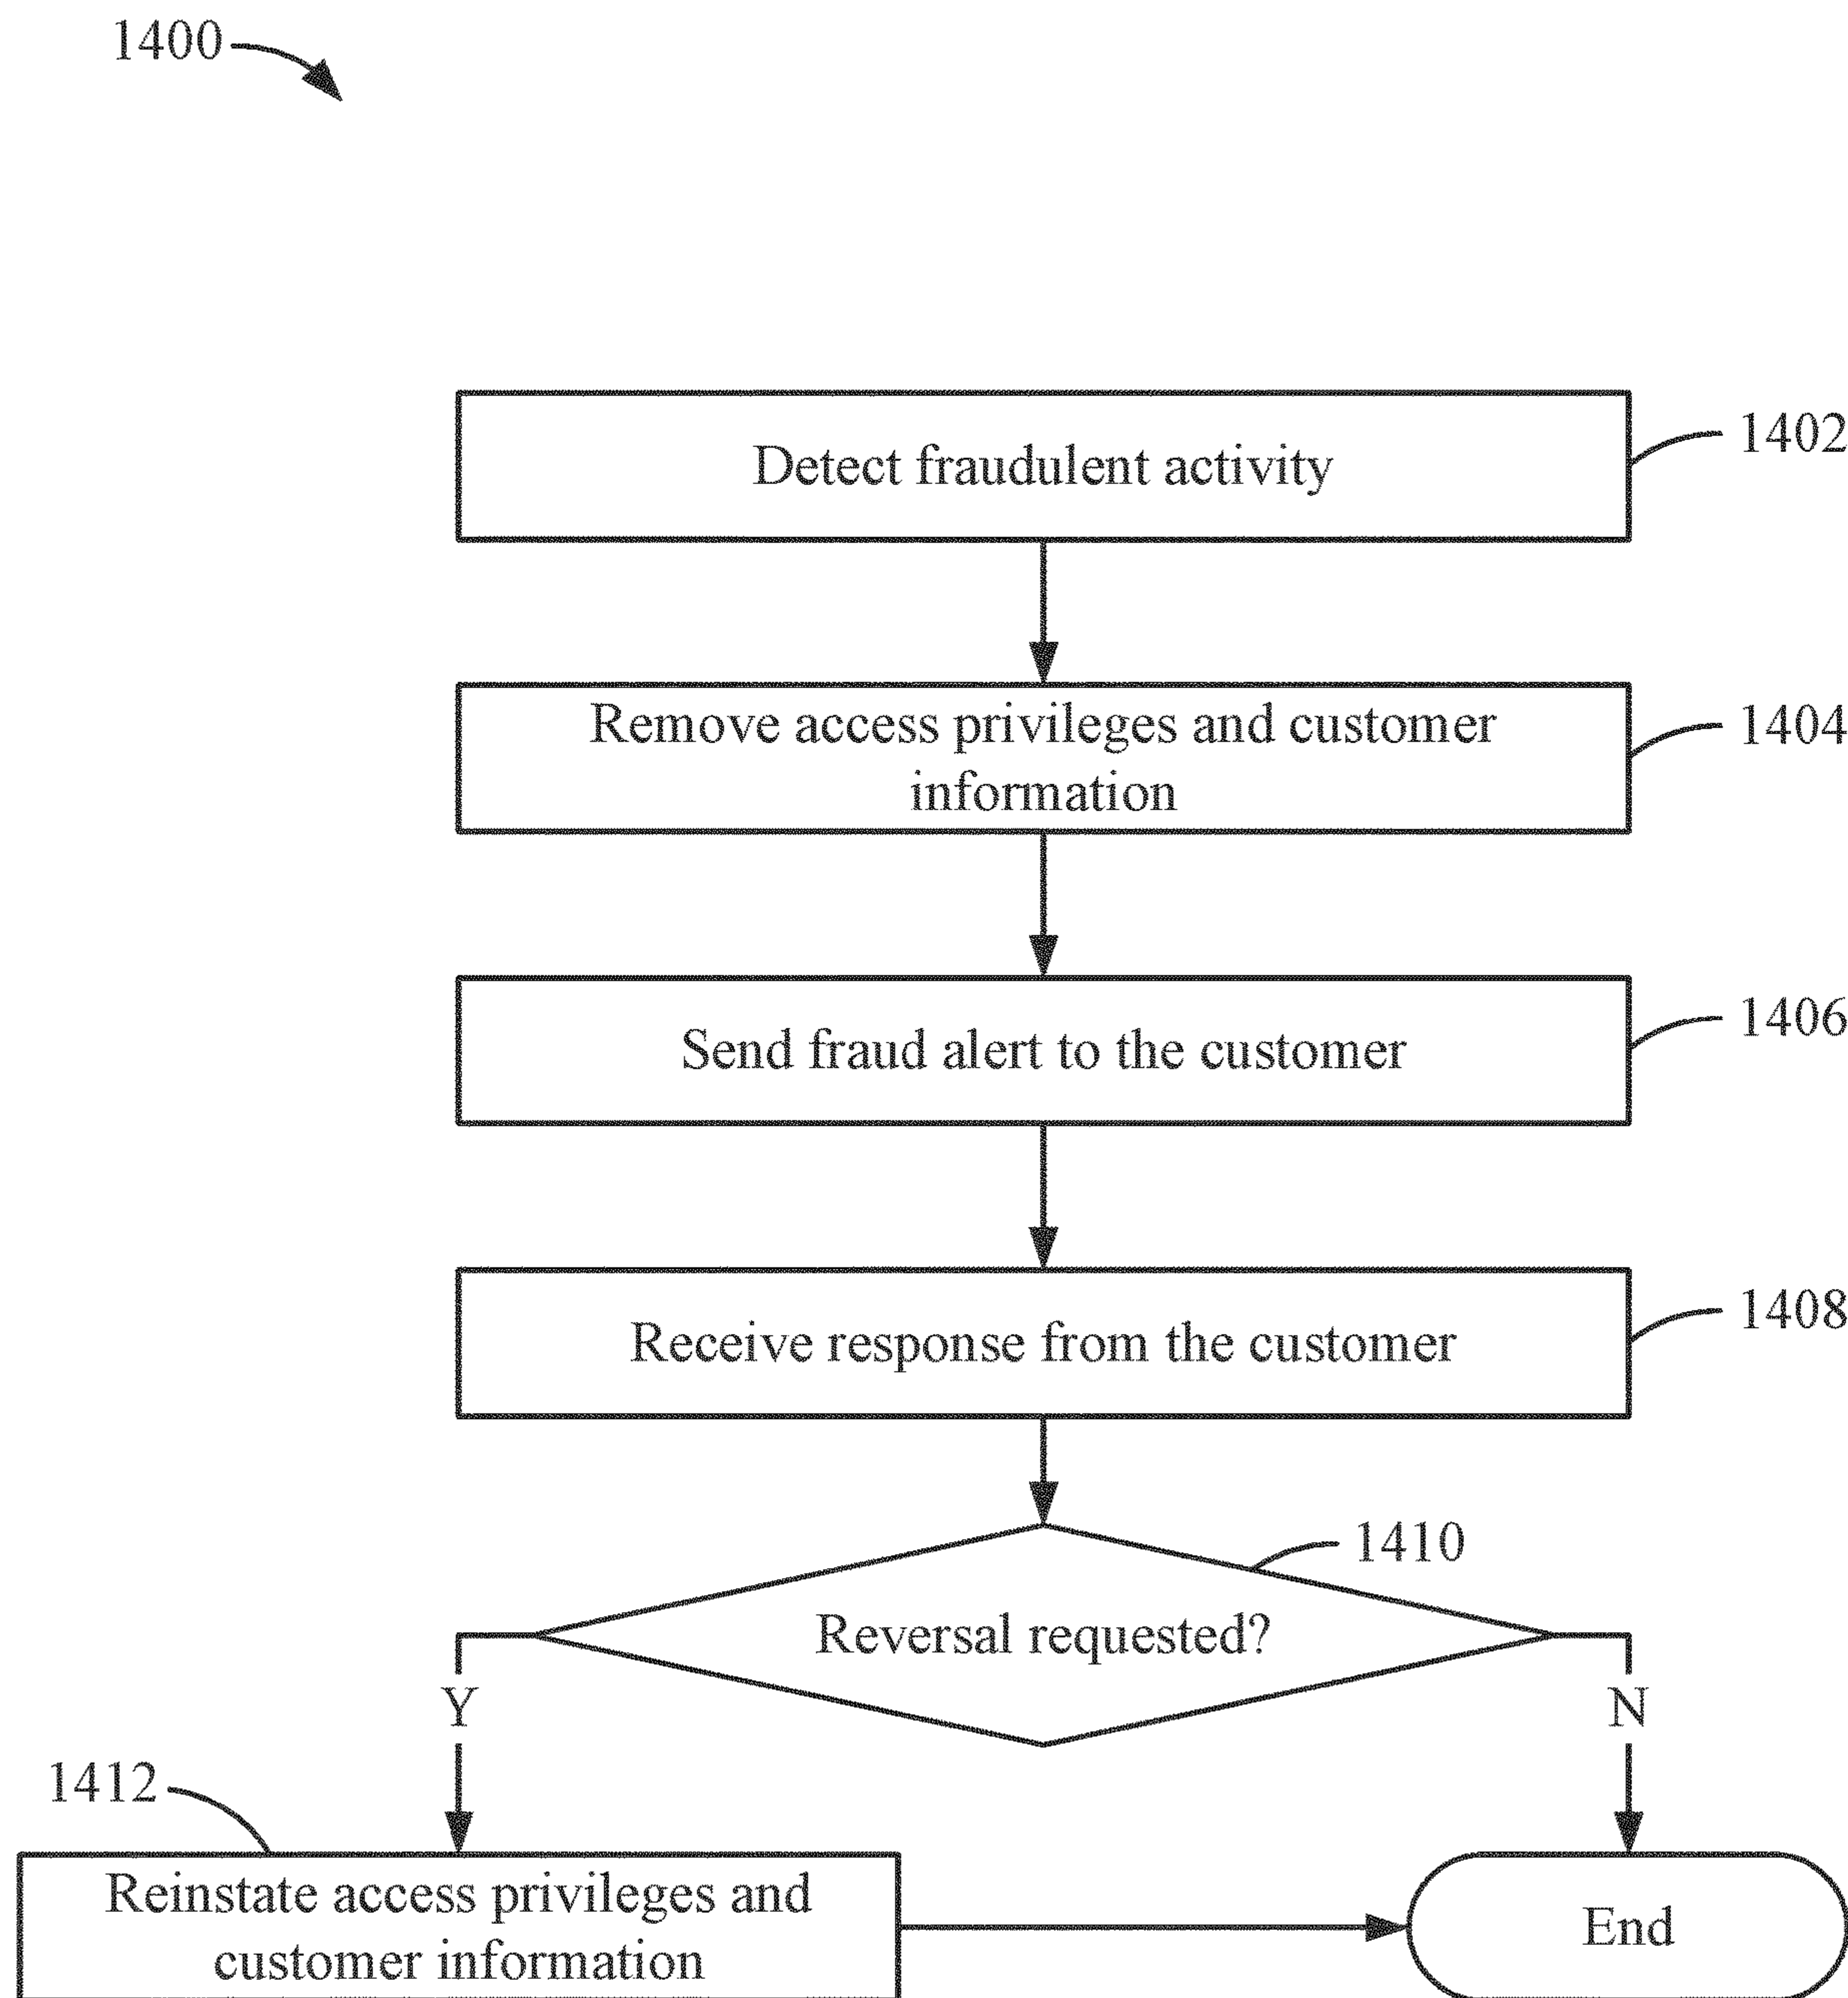 1400
Detect fraudulent activity
1402
Remove access privileges and customer
information
1404
Send fraud alert to the customer
1406
Receive response from the customer
1408
1410
Reversal requested?
Y
N
1412
Reinstate access privileges and
customer information
End